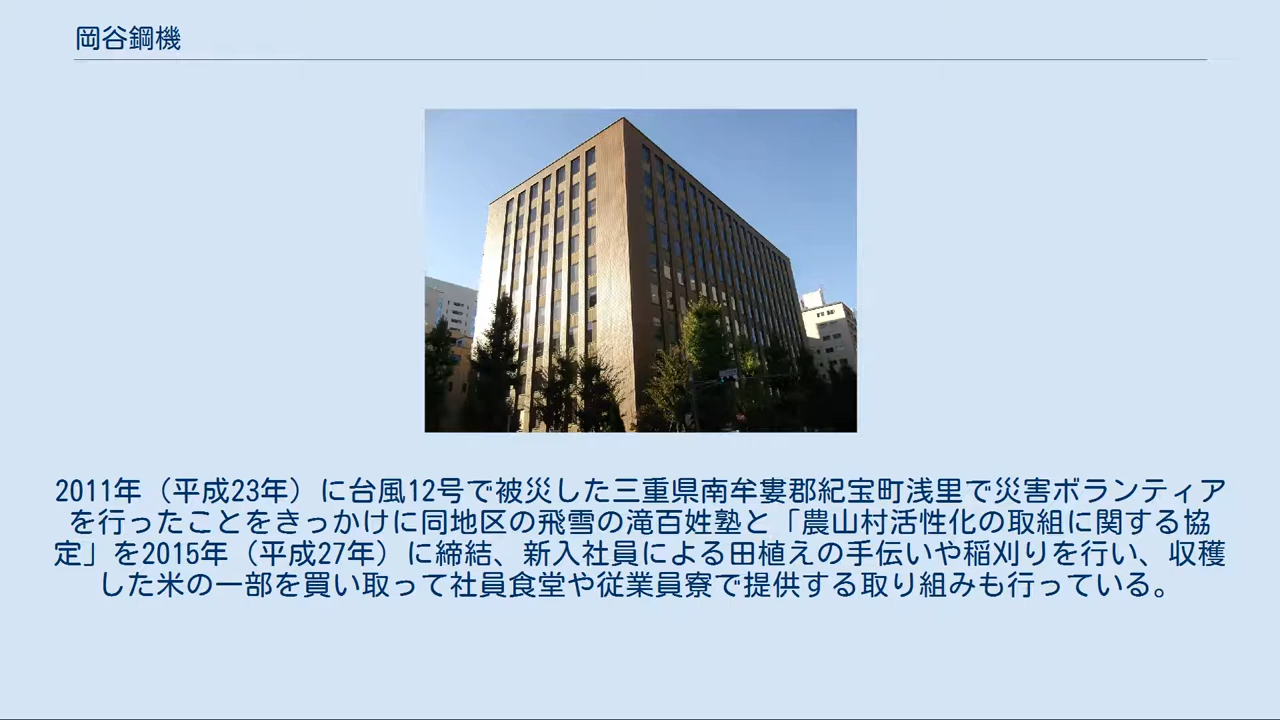 岡谷鋼機
2011年（平成23年）に台風12号で被災した三重県南牟婁郡紀宝町浅里で災害ボランティア
を行ったことをきっかけに同地区の飛雪の滝百姓塾と「農山村活性化の取組に関する協
定」を2015年（平成27年）に締結、新入社員による田植えの手伝いや稲刈りを行い、収穫
した米の一部を買い取って社員食堂や従業員寮で提供する取り組みも行っている。